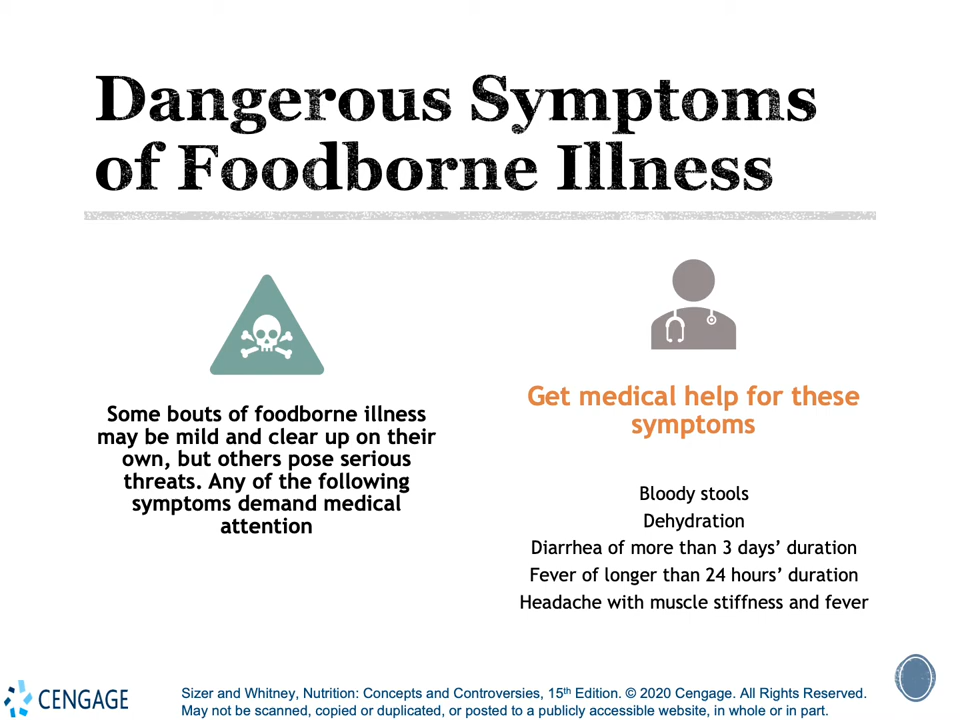 Dangerous Symptoms
of Foodborne Illness
Some bouts of foodborne illness
may be mild and clear up on their
own, but others pose serious
threats. Any of the following
symptoms demand medical
attention
Get medical help for these
symptoms
Bloody stools
Dehydration
Diarrhea of more than 3 days’ duration
Fever of longer than 24 hours’ duration
Headache with muscle stiffness and fever
CENGAGE
Sizer and Whitney, Nutrition: Concepts and Controversies, 15th Edition. © 2020 Cengage. All Rights Reserved.
May not be scanned, copied or duplicated, or posted to a publicly accessible website, in whole or in part.